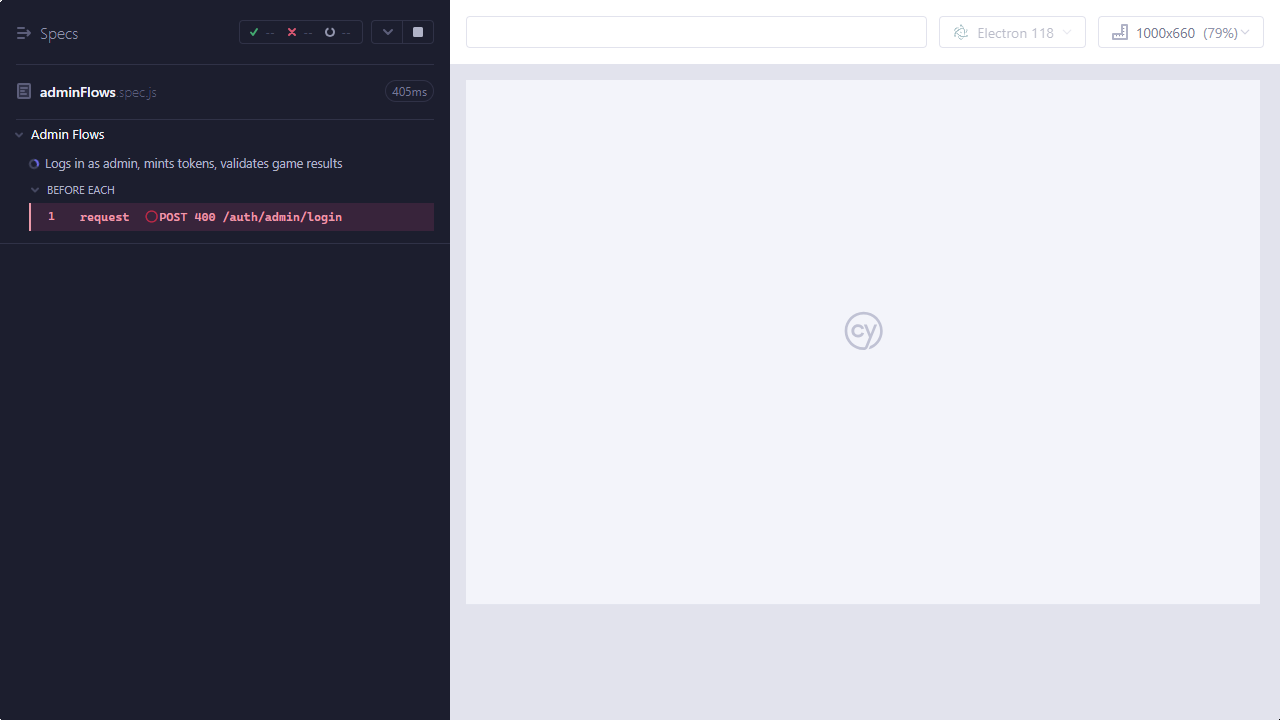 Specs
-- -- --
adminFlows.spec.js 405ms
Admin Flows
Logs in as admin, mints tokens, validates game results
BEFORE EACH
1 request POST 400 /auth/admin/login
Electron 118
1000x660 (79%)
cy